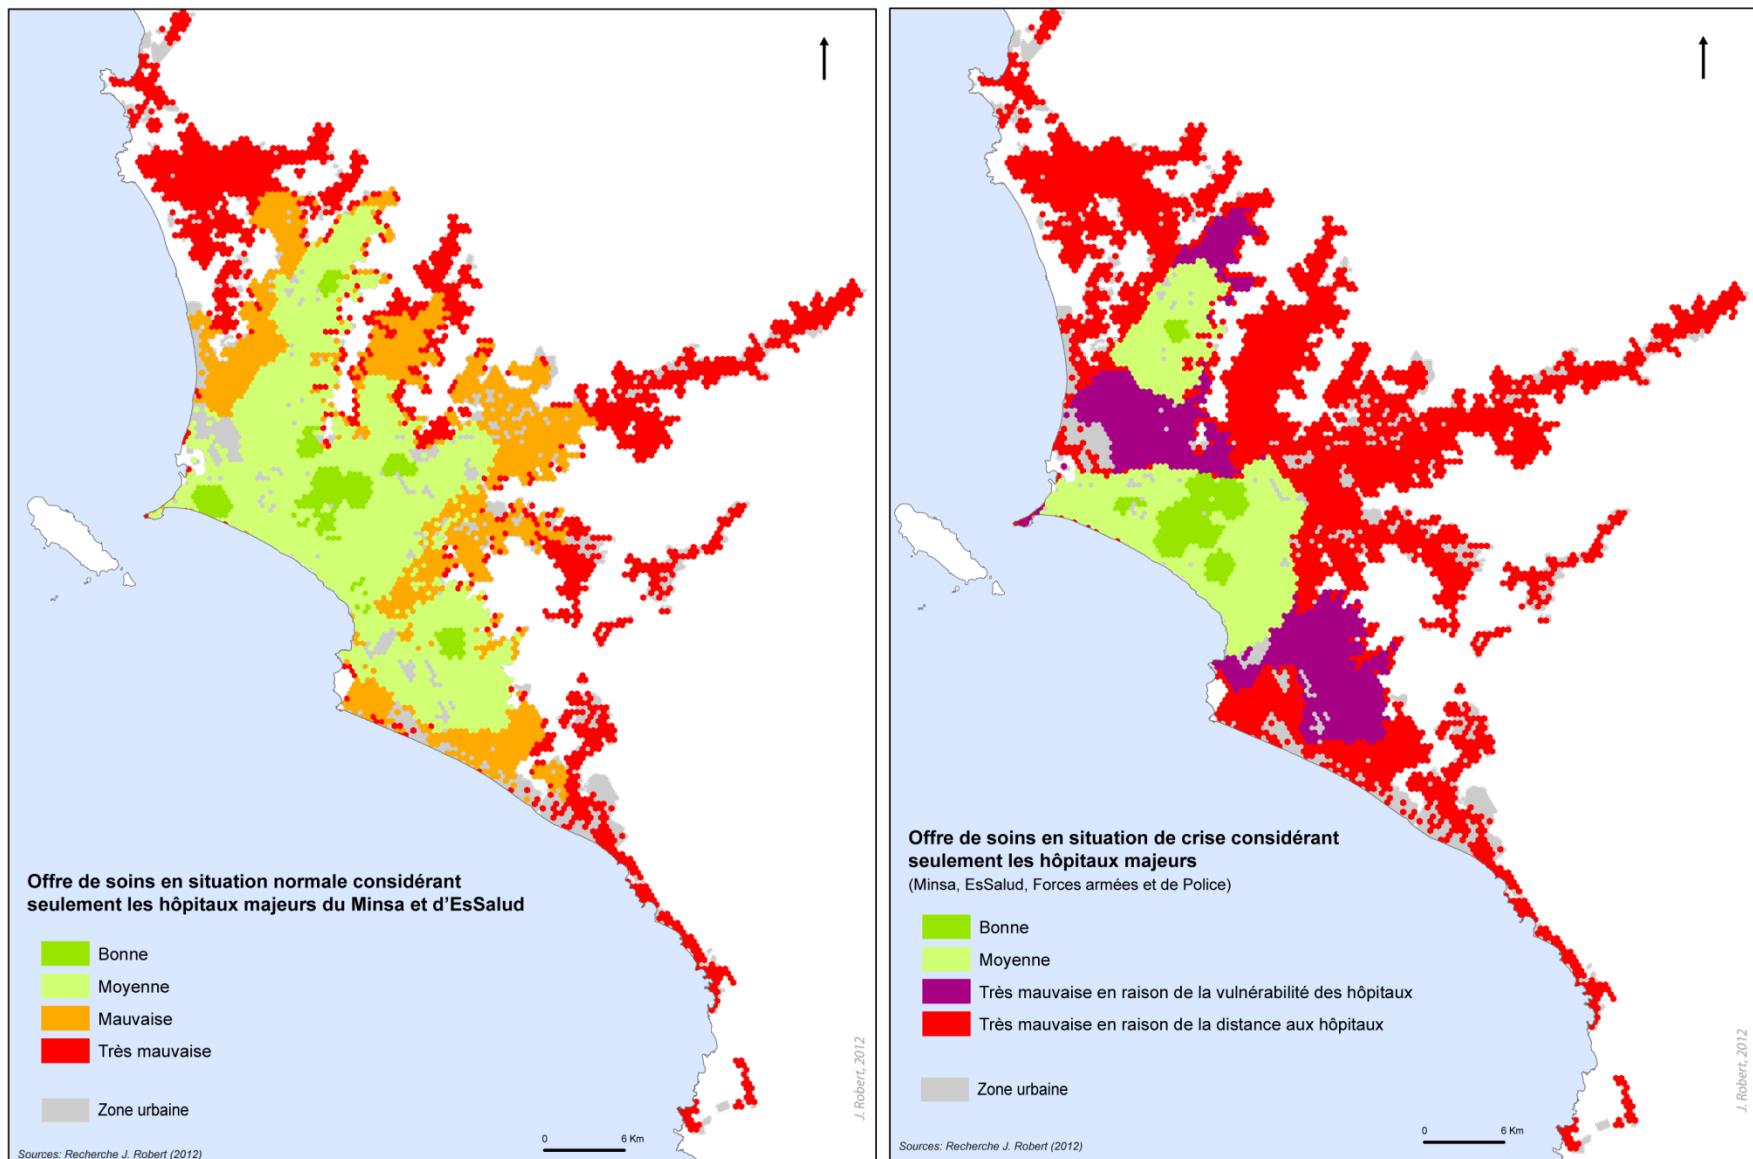 Offre de soins en situation normale considérant
seulement les hôpitaux majeurs du Minsa et d'EsSalud
Bonne
Moyenne
Mauvaise
Très mauvaise
Zone urbaine
0 6 Km
Sources: Recherche J. Robert (2012)
J. Robert, 2012
Offre de soins en situation de crise considérant
seulement les hôpitaux majeurs
(Minsa, EsSalud, Forces armées et de Police)
Bonne
Moyenne
Très mauvaise en raison de la vulnérabilité des hôpitaux
Très mauvaise en raison de la distance aux hôpitaux
Zone urbaine
0 6 Km
Sources: Recherche J. Robert (2012)
J. Robert, 2012